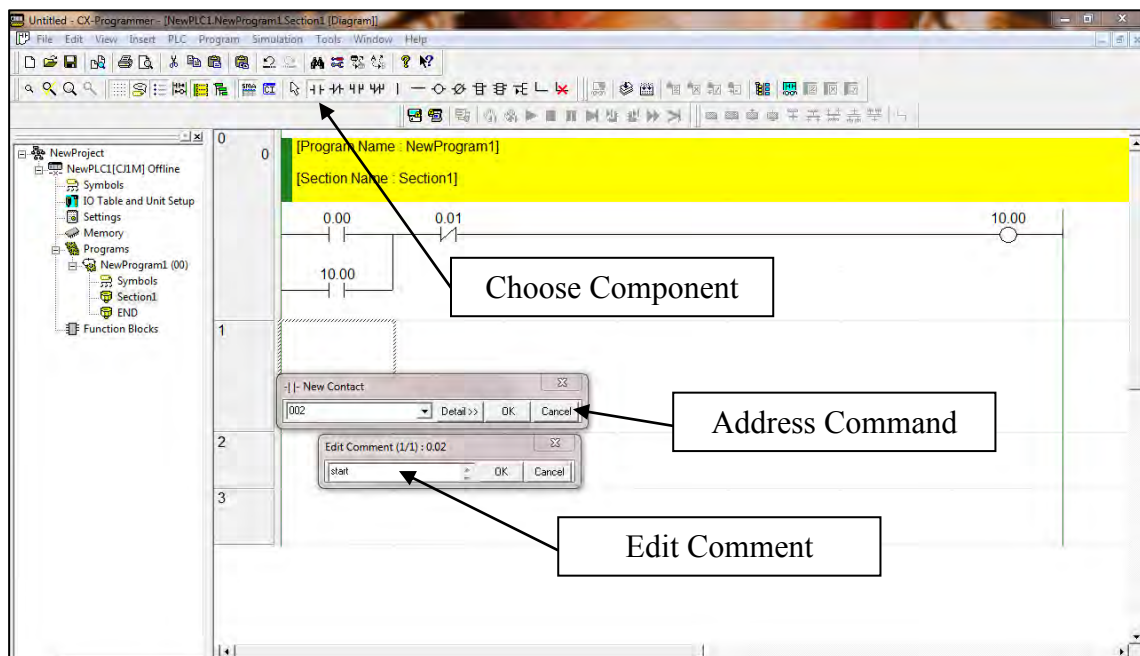 Untitled - CX-Programmer - [NewPLC1.NewProgram1.Section1 [Diagram]]
File Edit View Insert PLC Program Simulation Tools Window Help
NewProject
NewPLC1[CJ1M] Offline
Symbols
IO Table and Unit Setup
Settings
Memory
Programs
NewProgram1 (00)
Symbols
Section1
END
Function Blocks
0
0
[Program Name : NewProgram1]
[Section Name : Section1]
0.00 0.01 10.00
10.00
Choose Component
1
-| |- New Contact
002 Detail >> OK Cancel
Address Command
2
Edit Comment (1/1) : 0.02
start OK Cancel
3
Edit Comment